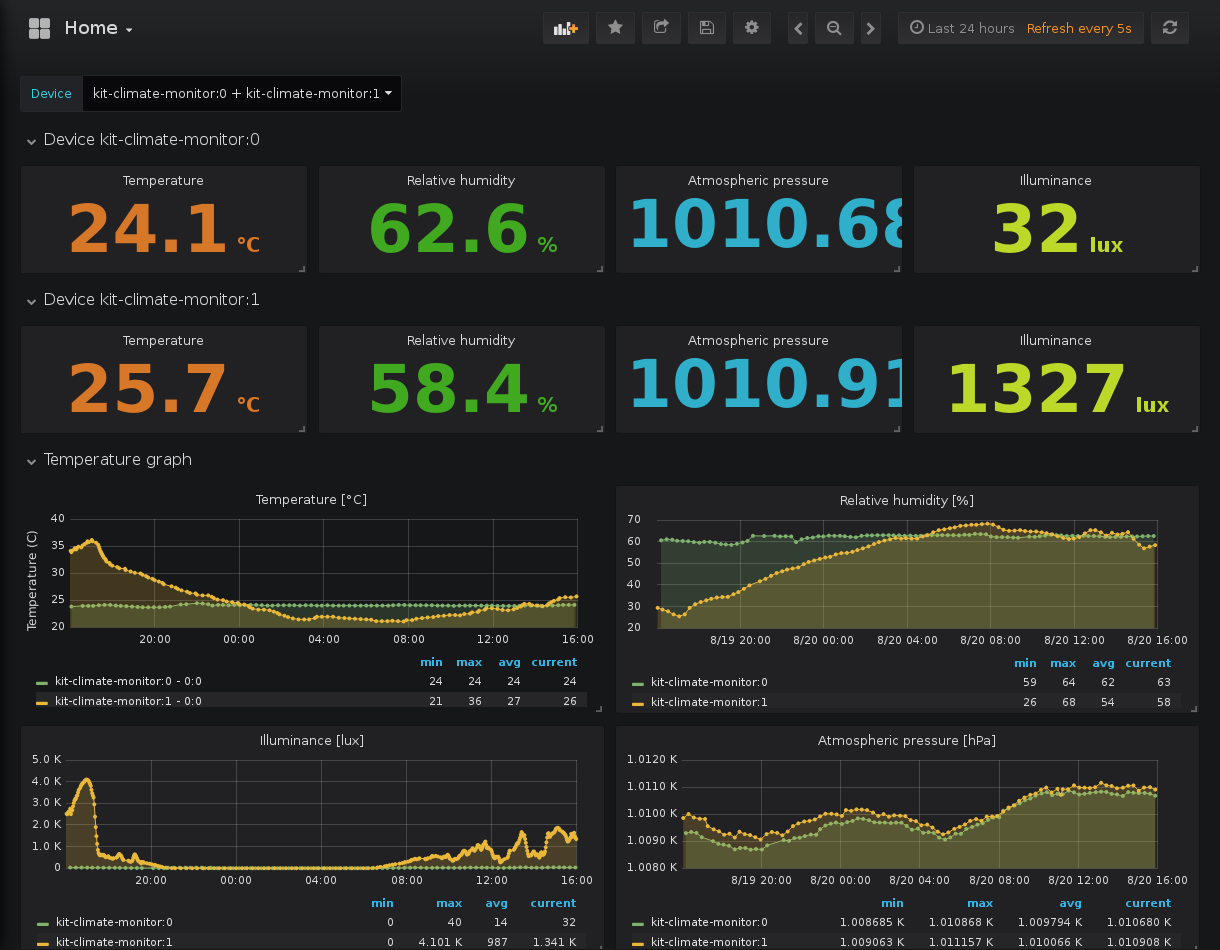 Home
Last 24 hours Refresh every 5s
Device kit-climate-monitor:0 + kit-climate-monitor:1
Device kit-climate-monitor:0
Temperature Relative humidity Atmospheric pressure Illuminance
24.1 °C 62.6 % 1010.68 32 lux
Device kit-climate-monitor:1
Temperature Relative humidity Atmospheric pressure Illuminance
25.7 °C 58.4 % 1010.91 1327 lux
Temperature graph
Temperature [°C]
Temperature (C)
40
35
30
25
20
20:00 00:00 04:00 08:00 12:00 16:00
min max avg current
kit-climate-monitor:0 - 0:0 24 24 24 24
kit-climate-monitor:1 - 0:0 21 36 27 26
Relative humidity [%]
70
60
50
40
30
20
8/19 20:00 8/20 00:00 8/20 04:00 8/20 08:00 8/20 12:00 8/20 16:00
min max avg current
kit-climate-monitor:0 59 64 62 63
kit-climate-monitor:1 26 68 54 58
Illuminance [lux]
5.0 K
4.0 K
3.0 K
2.0 K
1.0 K
0
20:00 00:00 04:00 08:00 12:00 16:00
min max avg current
kit-climate-monitor:0 0 40 14 32
kit-climate-monitor:1 0 4.101 K 987 1.341 K
Atmospheric pressure [hPa]
1.0120 K
1.0110 K
1.0100 K
1.0090 K
1.0080 K
8/19 20:00 8/20 00:00 8/20 04:00 8/20 08:00 8/20 12:00 8/20 16:00
min max avg current
kit-climate-monitor:0 1.008685 K 1.010868 K 1.009794 K 1.010680 K
kit-climate-monitor:1 1.009063 K 1.011157 K 1.010066 K 1.010908 K